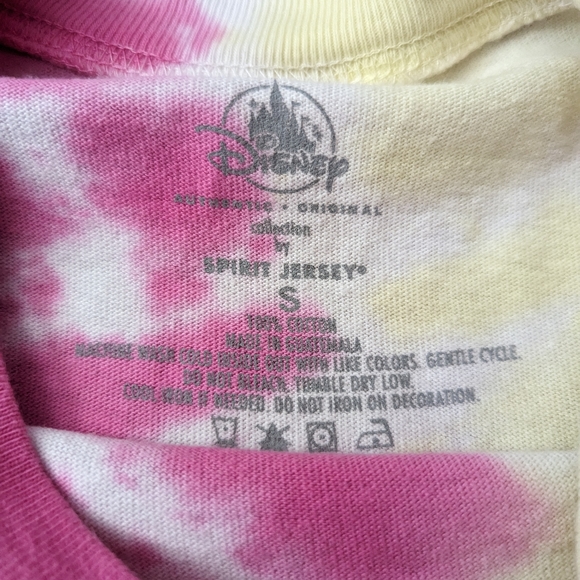 DISNEY
AUTHENTIC • ORIGINAL
collection
by
SPIRIT JERSEY®
S
100% COTTON
MADE IN GUATEMALA
MACHINE WASH COLD. INSIDE OUT WITH LIKE COLORS. GENTLE CYCLE.
DO NOT BLEACH. TUMBLE DRY LOW.
COOL IRON IF NEEDED. DO NOT IRON ON DECORATION.